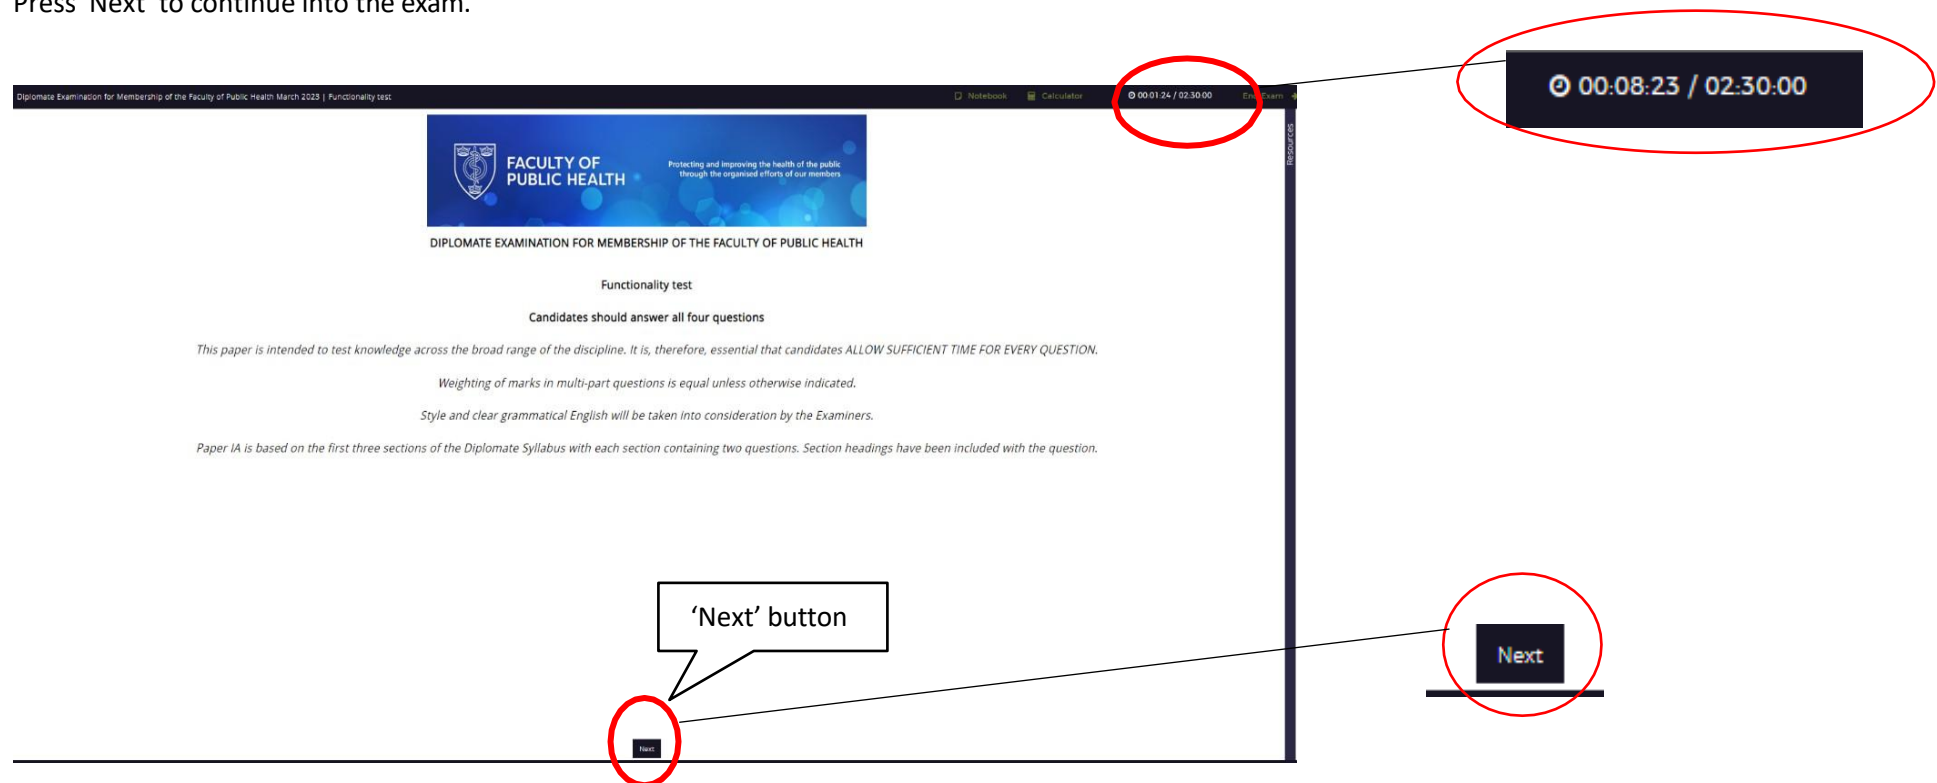 Press 'Next' to continue into the exam.
00:08:23 / 02:30:00
Diplomate Examination for Membership of the Faculty of Public Health March 2023 | Functionality test
Notebook
Calculator
00:01:24 / 02:30:00
End Exam
Resources
FACULTY OF
PUBLIC HEALTH
Protecting and improving the health of the public
through the organised efforts of our members
DIPLOMATE EXAMINATION FOR MEMBERSHIP OF THE FACULTY OF PUBLIC HEALTH
Functionality test
Candidates should answer all four questions
This paper is intended to test knowledge across the broad range of the discipline. It is, therefore, essential that candidates ALLOW SUFFICIENT TIME FOR EVERY QUESTION.
Weighting of marks in multi-part questions is equal unless otherwise indicated.
Style and clear grammatical English will be taken into consideration by the Examiners.
Paper IA is based on the first three sections of the Diplomate Syllabus with each section containing two questions. Section headings have been included with the question.
‘Next’ button
Next
Next